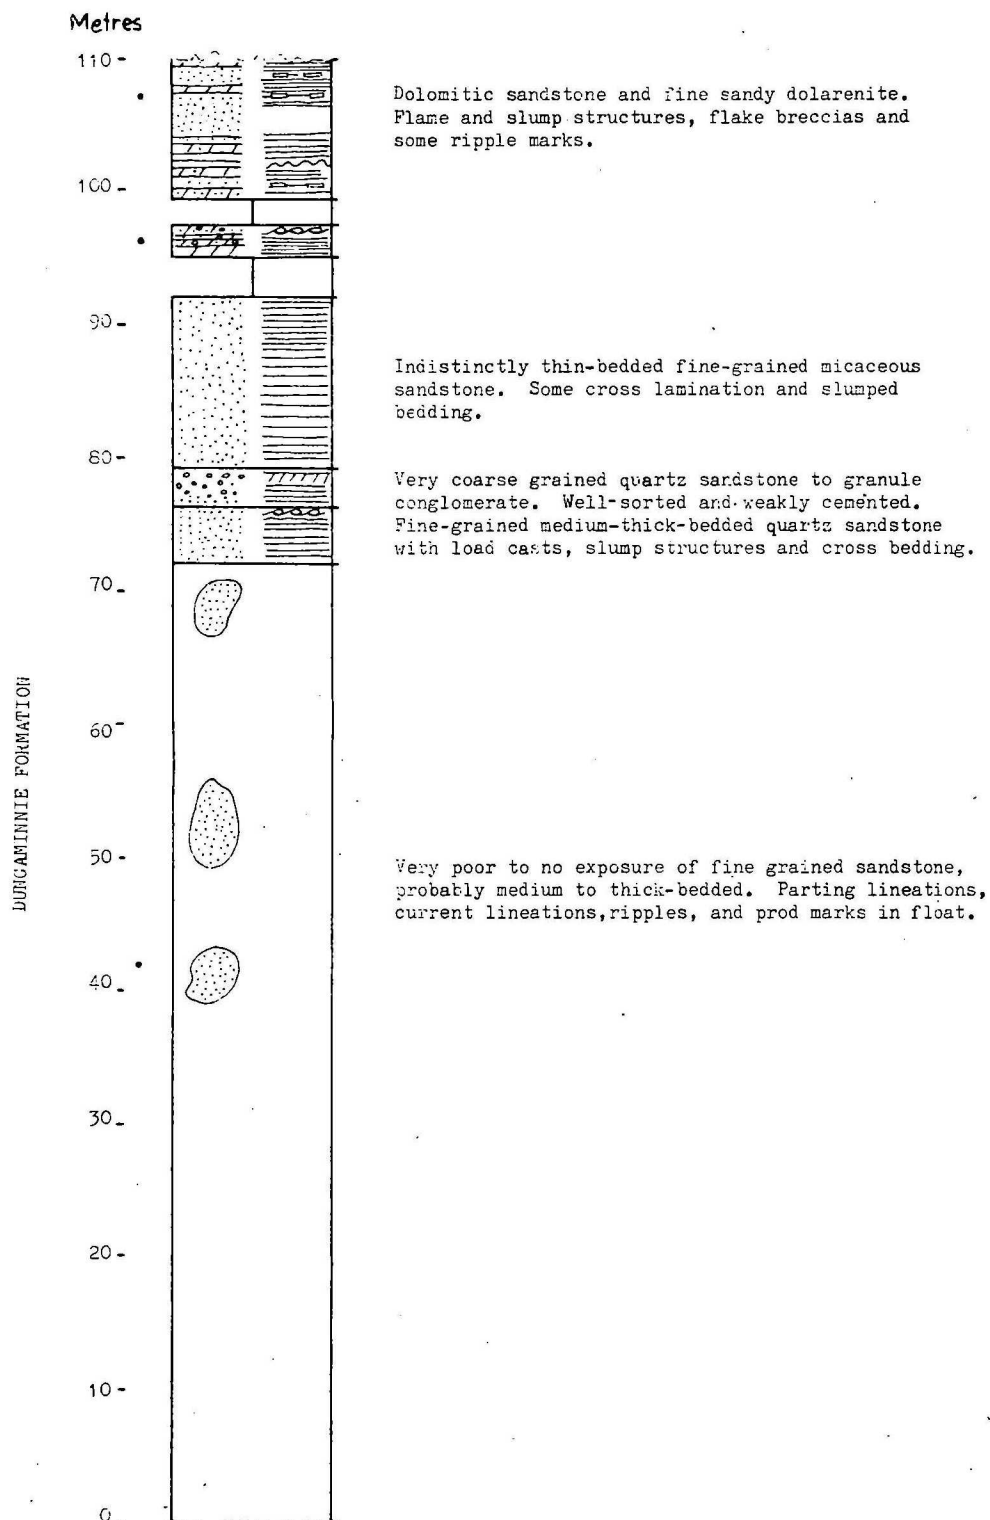 Metres
110
Dolomitic sandstone and fine sandy dolarenite.
Flame and slump structures, flake breccias and
some ripple marks.
100
90
Indistinctly thin-bedded fine-grained micaceous
sandstone. Some cross lamination and slumped
bedding.
80
Very coarse grained quartz sandstone to granule
conglomerate. Well-sorted and weakly cemented.
Fine-grained medium-thick-bedded quartz sandstone
with load casts, slump structures and cross bedding.
70
60
DUNGAMINNIE FORMATION
50
Very poor to no exposure of fine grained sandstone,
probably medium to thick-bedded. Parting lineations,
current lineations, ripples, and prod marks in float.
40
30
20
10
0